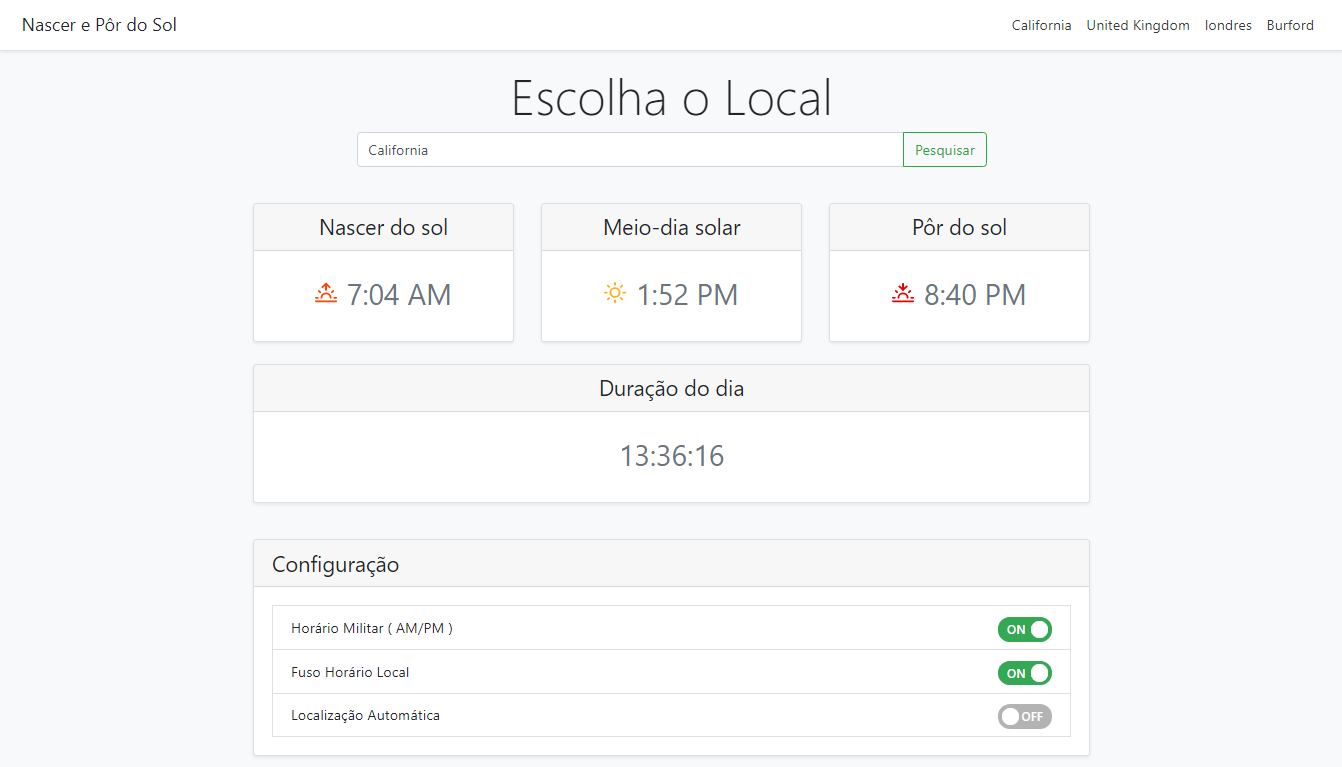 Nascer e Pôr do Sol California United Kingdom londres Burford
Escolha o Local
California Pesquisar
Nascer do sol Meio-dia solar Pôr do sol
7:04 AM 1:52 PM 8:40 PM
Duração do dia
13:36:16
Configuração
Horário Militar ( AM/PM ) ON
Fuso Horário Local ON
Localização Automática OFF